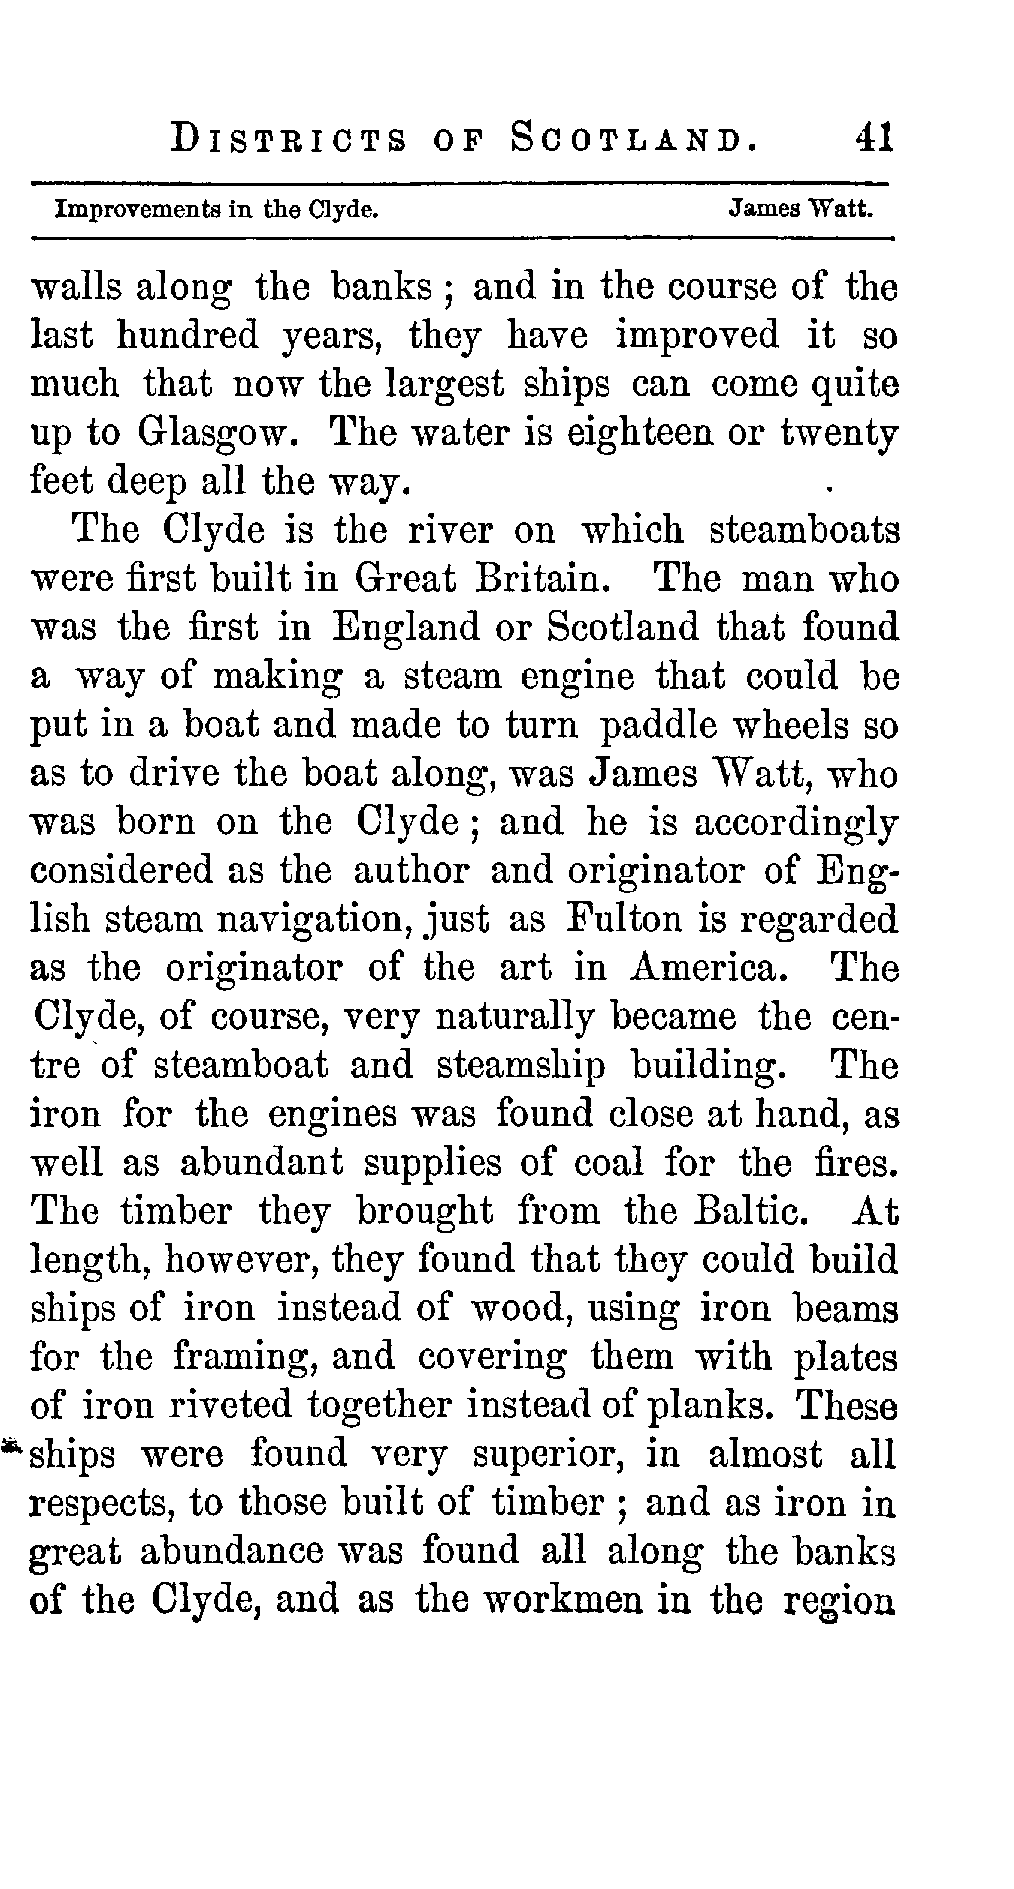 DISTRICTS OF SCOTLAND. 41
Improvements in the Clyde. James Watt.
walls along the banks ; and in the course of the
last hundred years, they have improved it so
much that now the largest ships can come quite
up to Glasgow. The water is eighteen or twenty
feet deep all the way.
The Clyde is the river on which steamboats
were first built in Great Britain. The man who
was the first in England or Scotland that found
a way of making a steam engine that could be
put in a boat and made to turn paddle wheels so
as to drive the boat along, was James Watt, who
was born on the Clyde ; and he is accordingly
considered as the author and originator of Eng-
lish steam navigation, just as Fulton is regarded
as the originator of the art in America. The
Clyde, of course, very naturally became the cen-
tre of steamboat and steamship building. The
iron for the engines was found close at hand, as
well as abundant supplies of coal for the fires.
The timber they brought from the Baltic. At
length, however, they found that they could build
ships of iron instead of wood, using iron beams
for the framing, and covering them with plates
of iron riveted together instead of planks. These
ships were found very superior, in almost all
respects, to those built of timber ; and as iron in
great abundance was found all along the banks
of the Clyde, and as the workmen in the region